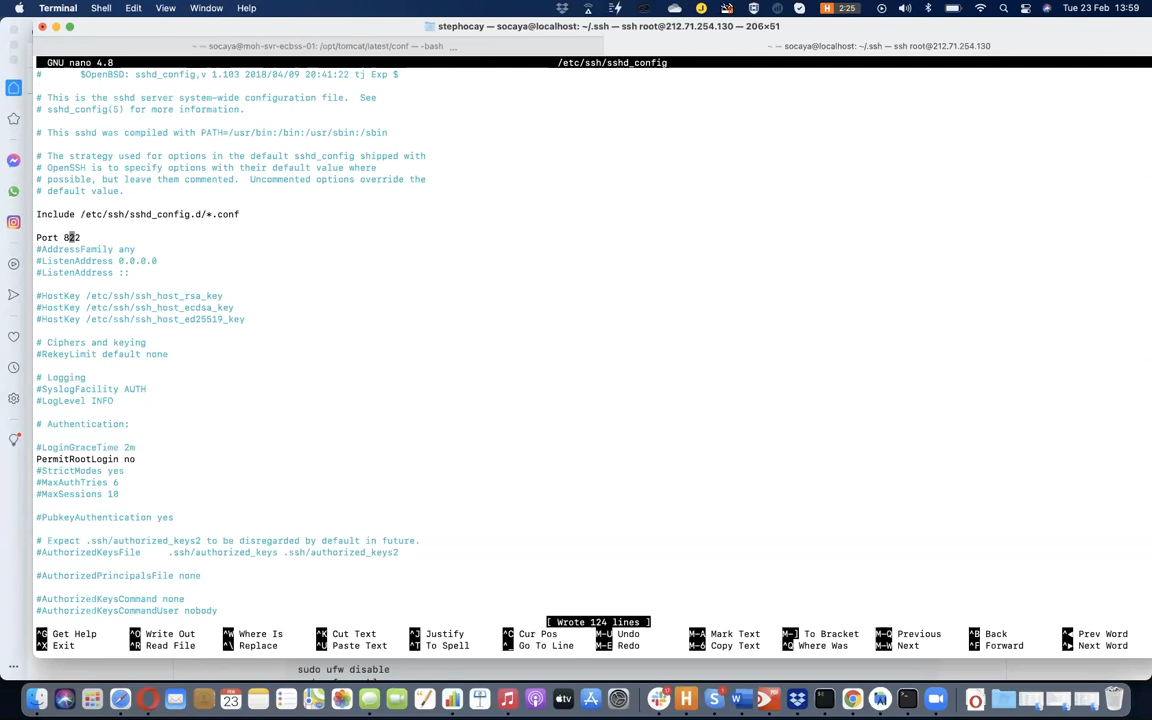 Terminal Shell Edit View Window Help H 2:25 Tue 23 Feb 13:59
stephocay — socaya@localhost: ~/.ssh — ssh root@212.71.254.130 — 206×51
~ — socaya@moh-svr-ecbss-01: /opt/tomcat/latest/conf — -bash ... ~ — socaya@localhost: ~/.ssh — ssh root@212.71.254.130
GNU nano 4.8 /etc/ssh/sshd_config
# $OpenBSD: sshd_config,v 1.103 2018/04/09 20:41:22 tj Exp $
# This is the sshd server system-wide configuration file. See
# sshd_config(5) for more information.
# This sshd was compiled with PATH=/usr/bin:/bin:/usr/sbin:/sbin
# The strategy used for options in the default sshd_config shipped with
# OpenSSH is to specify options with their default value where
# possible, but leave them commented. Uncommented options override the
# default value.
Include /etc/ssh/sshd_config.d/*.conf
Port 822
#AddressFamily any
#ListenAddress 0.0.0.0
#ListenAddress ::
#HostKey /etc/ssh/ssh_host_rsa_key
#HostKey /etc/ssh/ssh_host_ecdsa_key
#HostKey /etc/ssh/ssh_host_ed25519_key
# Ciphers and keying
#RekeyLimit default none
# Logging
#SyslogFacility AUTH
#LogLevel INFO
# Authentication:
#LoginGraceTime 2m
PermitRootLogin no
#StrictModes yes
#MaxAuthTries 6
#MaxSessions 10
#PubkeyAuthentication yes
# Expect .ssh/authorized_keys2 to be disregarded by default in future.
#AuthorizedKeysFile .ssh/authorized_keys .ssh/authorized_keys2
#AuthorizedPrincipalsFile none
#AuthorizedKeysCommand none
#AuthorizedKeysCommandUser nobody
[ Wrote 124 lines ]
^G Get Help ^O Write Out ^W Where Is ^K Cut Text ^J Justify ^C Cur Pos M-U Undo M-A Mark Text M-] To Bracket M-Q Previous ^B Back ^◀ Prev Word
^X Exit ^R Read File ^\ Replace ^U Paste Text ^T To Spell ^_ Go To Line M-E Redo M-6 Copy Text ^Q Where Was M-W Next ^F Forward ^▶ Next Word
sudo ufw disable